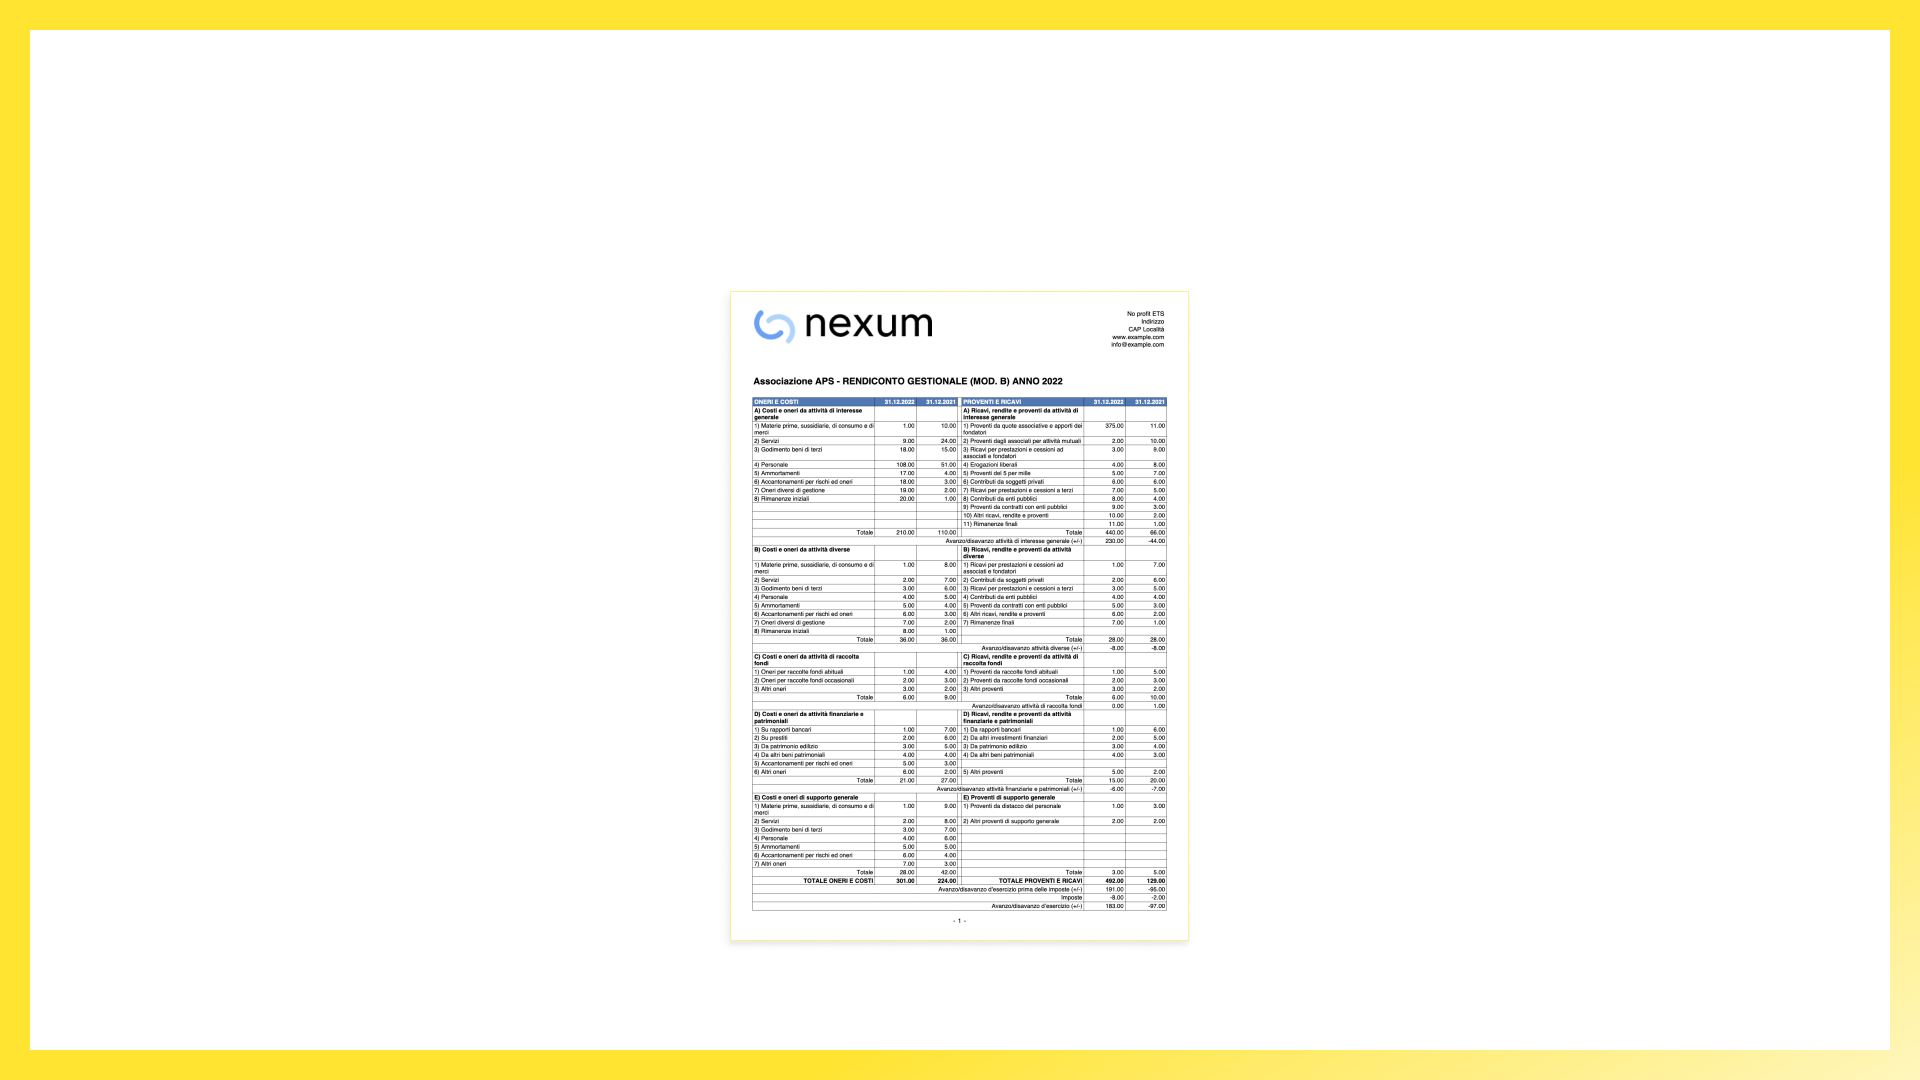 nexum
No profit ETS
Indirizzo
CAP Località
www.example.com
info@example.com
Associazione APS - RENDICONTO GESTIONALE (MOD. B) ANNO 2022
ONERI E COSTI 31.12.2022 31.12.2021 PROVENTI E RICAVI 31.12.2022 31.12.2021
A) Costi e oneri da attività di interesse A) Ricavi, rendite e proventi da attività di
generale interesse generale
1) Materie prime, sussidiarie, di consumo e di 1.00 10.00 1) Proventi da quote associative e apporti dei 375.00 11.00
merci fondatori
2) Servizi 9.00 24.00 2) Proventi dagli associati per attività mutuali 2.00 10.00
3) Godimento beni di terzi 18.00 15.00 3) Ricavi per prestazioni e cessioni ad 3.00 9.00
associati e fondatori
4) Personale 108.00 51.00 4) Erogazioni liberali 4.00 8.00
5) Ammortamenti 17.00 4.00 5) Proventi del 5 per mille 5.00 7.00
6) Accantonamenti per rischi ed oneri 18.00 3.00 6) Contributi da soggetti privati 6.00 6.00
7) Oneri diversi di gestione 19.00 2.00 7) Ricavi per prestazioni e cessioni a terzi 7.00 5.00
8) Rimanenze iniziali 20.00 1.00 8) Contributi da enti pubblici 8.00 4.00
9) Proventi da contratti con enti pubblici 9.00 3.00
10) Altri ricavi, rendite e proventi 10.00 2.00
11) Rimanenze finali 11.00 1.00
Totale 210.00 110.00 Totale 440.00 66.00
Avanzo/disavanzo attività di interesse generale (+/-) 230.00 -44.00
B) Costi e oneri da attività diverse B) Ricavi, rendite e proventi da attività
diverse
1) Materie prime, sussidiarie, di consumo e di 1.00 8.00 1) Ricavi per prestazioni e cessioni ad 1.00 7.00
merci associati e fondatori
2) Servizi 2.00 7.00 2) Contributi da soggetti privati 2.00 6.00
3) Godimento beni di terzi 3.00 6.00 3) Ricavi per prestazioni e cessioni a terzi 3.00 5.00
4) Personale 4.00 5.00 4) Contributi da enti pubblici 4.00 4.00
5) Ammortamenti 5.00 4.00 5) Proventi da contratti con enti pubblici 5.00 3.00
6) Accantonamenti per rischi ed oneri 6.00 3.00 6) Altri ricavi, rendite e proventi 6.00 2.00
7) Oneri diversi di gestione 7.00 2.00 7) Rimanenze finali 7.00 1.00
8) Rimanenze iniziali 8.00 1.00
Totale 36.00 36.00 Totale 28.00 28.00
Avanzo/disavanzo attività diverse (+/-) -8.00 -8.00
C) Costi e oneri da attività di raccolta C) Ricavi, rendite e proventi da attività di
fondi raccolta fondi
1) Oneri per raccolte fondi abituali 1.00 4.00 1) Proventi da raccolte fondi abituali 1.00 5.00
2) Oneri per raccolte fondi occasionali 2.00 3.00 2) Proventi da raccolte fondi occasionali 2.00 3.00
3) Altri oneri 3.00 2.00 3) Altri proventi 3.00 2.00
Totale 6.00 9.00 Totale 6.00 10.00
Avanzo/disavanzo attività di raccolta fondi 0.00 1.00
D) Costi e oneri da attività finanziarie e D) Ricavi, rendite e proventi da attività
patrimoniali finanziarie e patrimoniali
1) Su rapporti bancari 1.00 7.00 1) Da rapporti bancari 1.00 6.00
2) Su prestiti 2.00 6.00 2) Da altri investimenti finanziari 2.00 5.00
3) Da patrimonio edilizio 3.00 5.00 3) Da patrimonio edilizio 3.00 4.00
4) Da altri beni patrimoniali 4.00 4.00 4) Da altri beni patrimoniali 4.00 3.00
5) Accantonamenti per rischi ed oneri 5.00 3.00
6) Altri oneri 6.00 2.00 5) Altri proventi 5.00 2.00
Totale 21.00 27.00 Totale 15.00 20.00
Avanzo/disavanzo attività finanziarie e patrimoniali (+/-) -6.00 -7.00
E) Costi e oneri di supporto generale E) Proventi di supporto generale
1) Materie prime, sussidiarie, di consumo e di 1.00 9.00 1) Proventi da distacco del personale 1.00 3.00
merci
2) Servizi 2.00 8.00 2) Altri proventi di supporto generale 2.00 2.00
3) Godimento beni di terzi 3.00 7.00
4) Personale 4.00 6.00
5) Ammortamenti 5.00 5.00
6) Accantonamenti per rischi ed oneri 6.00 4.00
7) Altri oneri 7.00 3.00
Totale 28.00 42.00 Totale 3.00 5.00
TOTALE ONERI E COSTI 301.00 224.00 TOTALE PROVENTI E RICAVI 492.00 129.00
Avanzo/disavanzo d'esercizio prima delle imposte (+/-) 191.00 -95.00
Imposte -8.00 -2.00
Avanzo/disavanzo d'esercizio (+/-) 183.00 -97.00
- 1 -